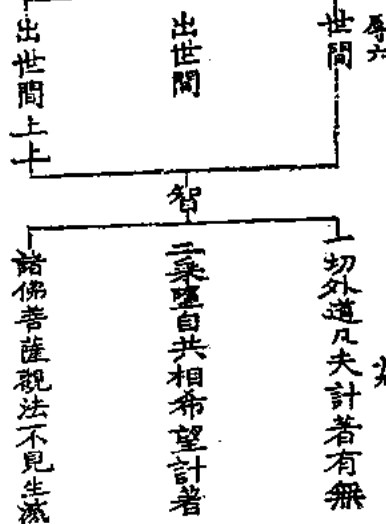 辱六
世間
出世間
出世間上上
智
一切外道凡夫計著有無
二乘墮自共相希望計著
諸佛菩薩觀法不見生滅